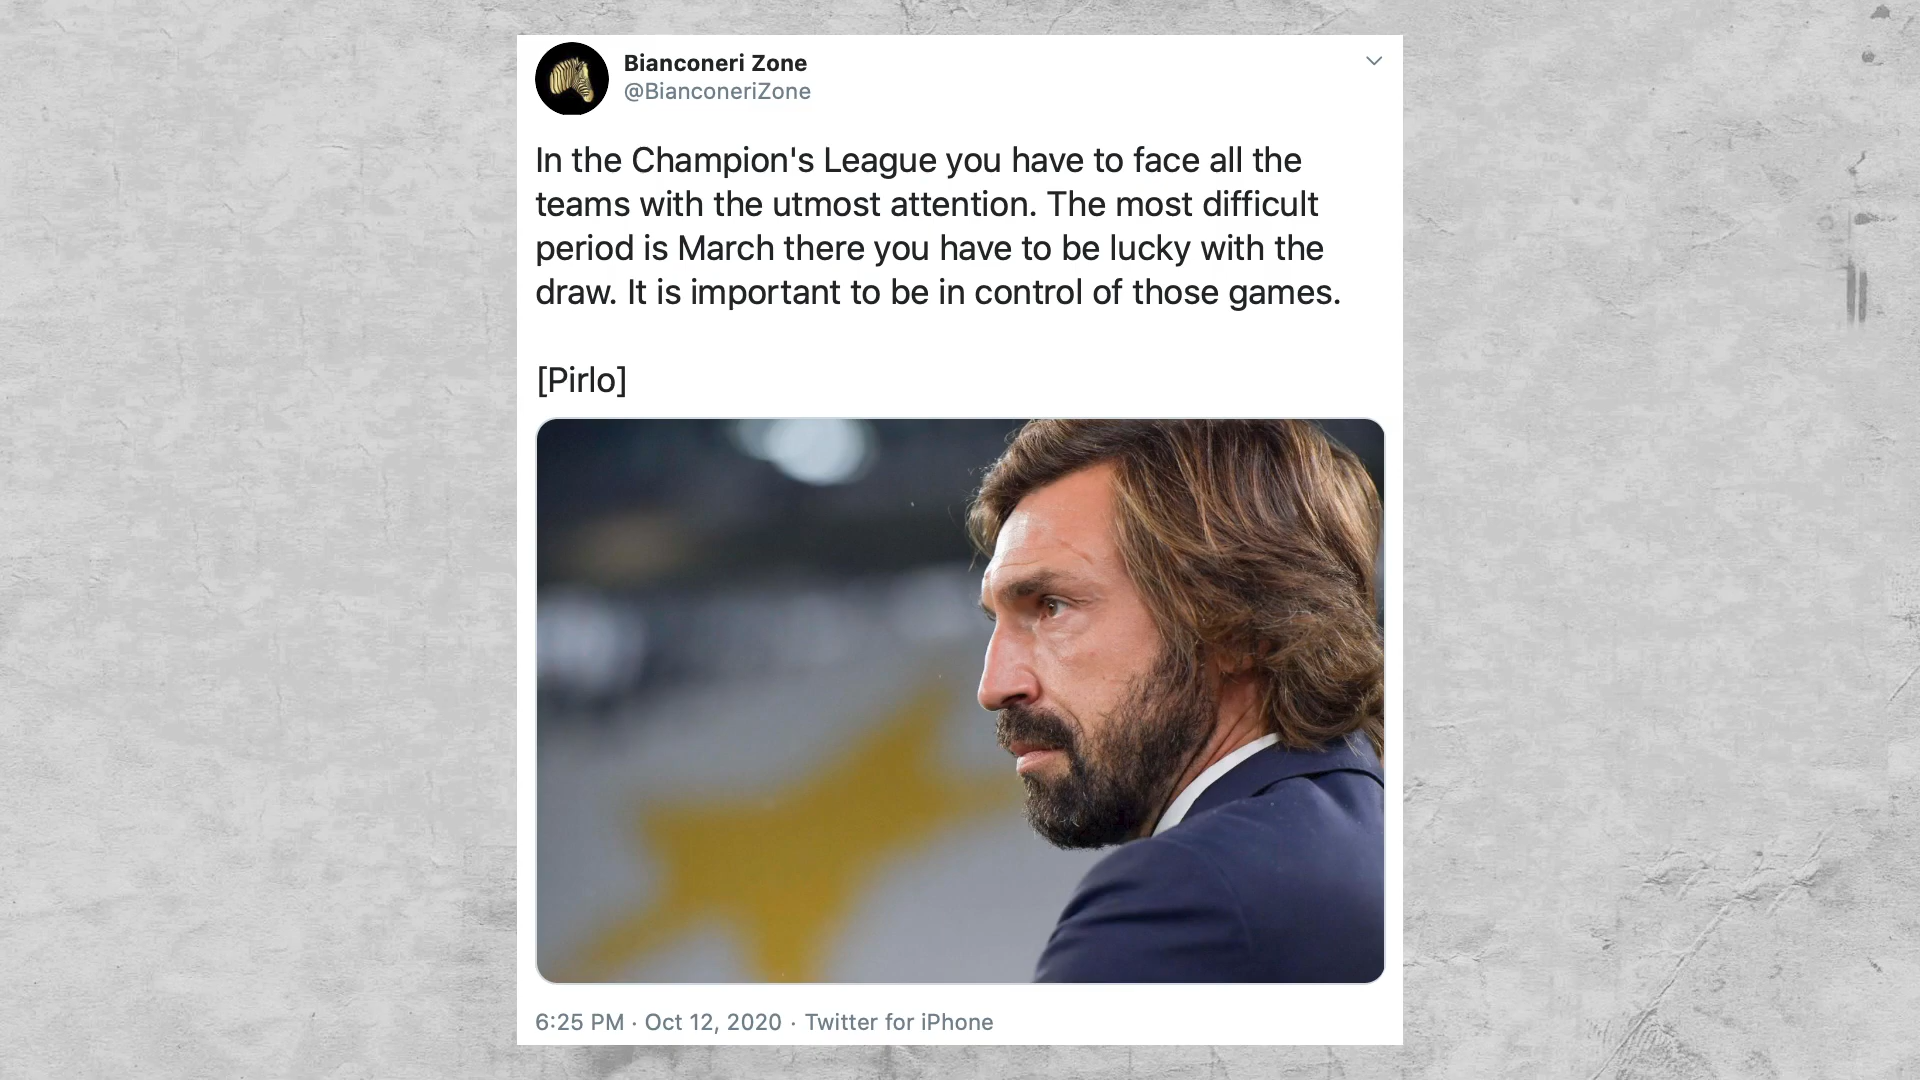 Bianconeri Zone
@BianconeriZone
In the Champion's League you have to face all the
teams with the utmost attention. The most difficult
period is March there you have to be lucky with the
draw. It is important to be in control of those games.
[Pirlo]
6:25 PM · Oct 12, 2020 · Twitter for iPhone